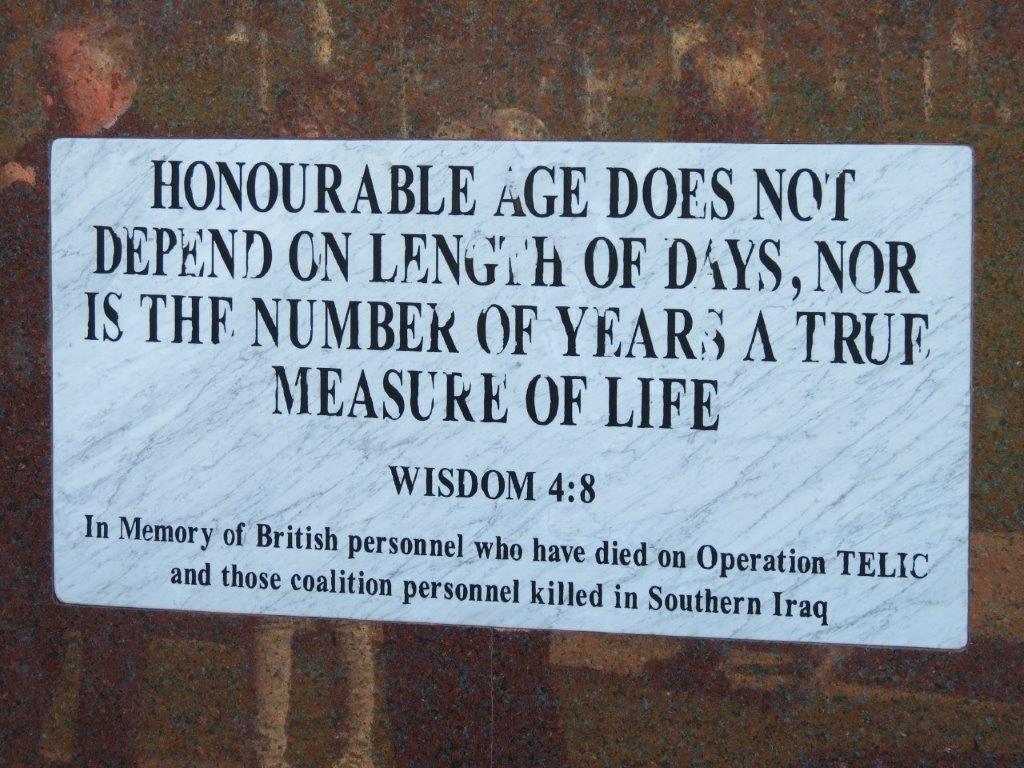 HONOURABLE AGE DOES NOT
DEPEND ON LENGTH OF DAYS, NOR
IS THE NUMBER OF YEARS A TRUE
MEASURE OF LIFE
WISDOM 4:8
In Memory of British personnel who have died on Operation TELIC
and those coalition personnel killed in Southern Iraq